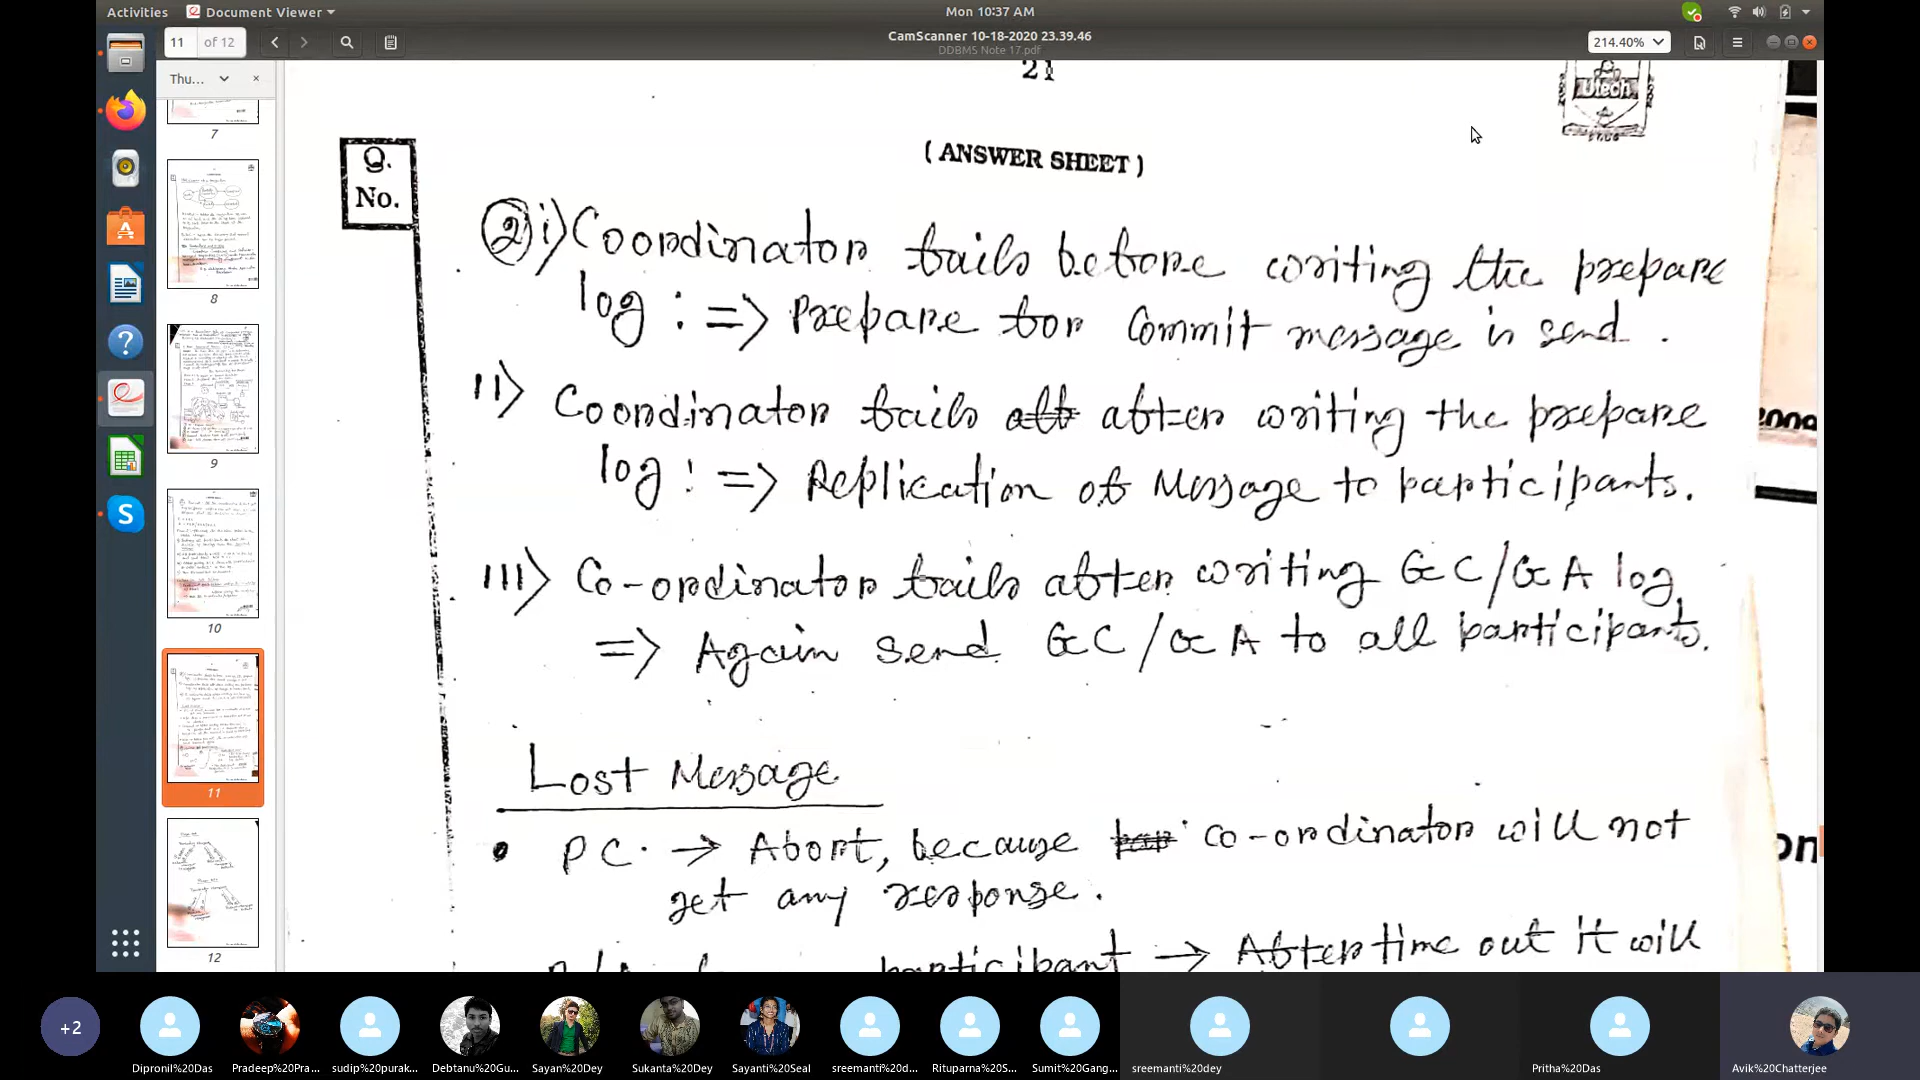 Activities
Document Viewer
Mon 10:37 AM
11 of 12
CamScanner 10-18-2020 23.39.46
DDBMS Note 17.pdf
214.40%
Thu...
7
8
9
10
11
12
21
Utech
Q.
No.
( ANSWER SHEET )
② i) Coordinator fails before writing the prepare
log : => Prepare for Commit message is send .
II) Coordinator fails after writing the prepare
log : => Replication of Message to participants.
III) Co-ordinator fails after writing GC/GA log.
=> Again send GC/GA to all participants.
Lost Message
• PC. → Abort, because co-ordinator will not
get any response.
participant → After time out it will
+2
Dipronil%20Das
Pradeep%20Pra...
sudip%20purak...
Debtanu%20Gu...
Sayan%20Dey
Sukanta%20Dey
Sayanti%20Seal
sreemanti%20d...
Rituparna%20S...
Sumit%20Gang...
sreemanti%20dey
Pritha%20Das
Avik%20Chatterjee